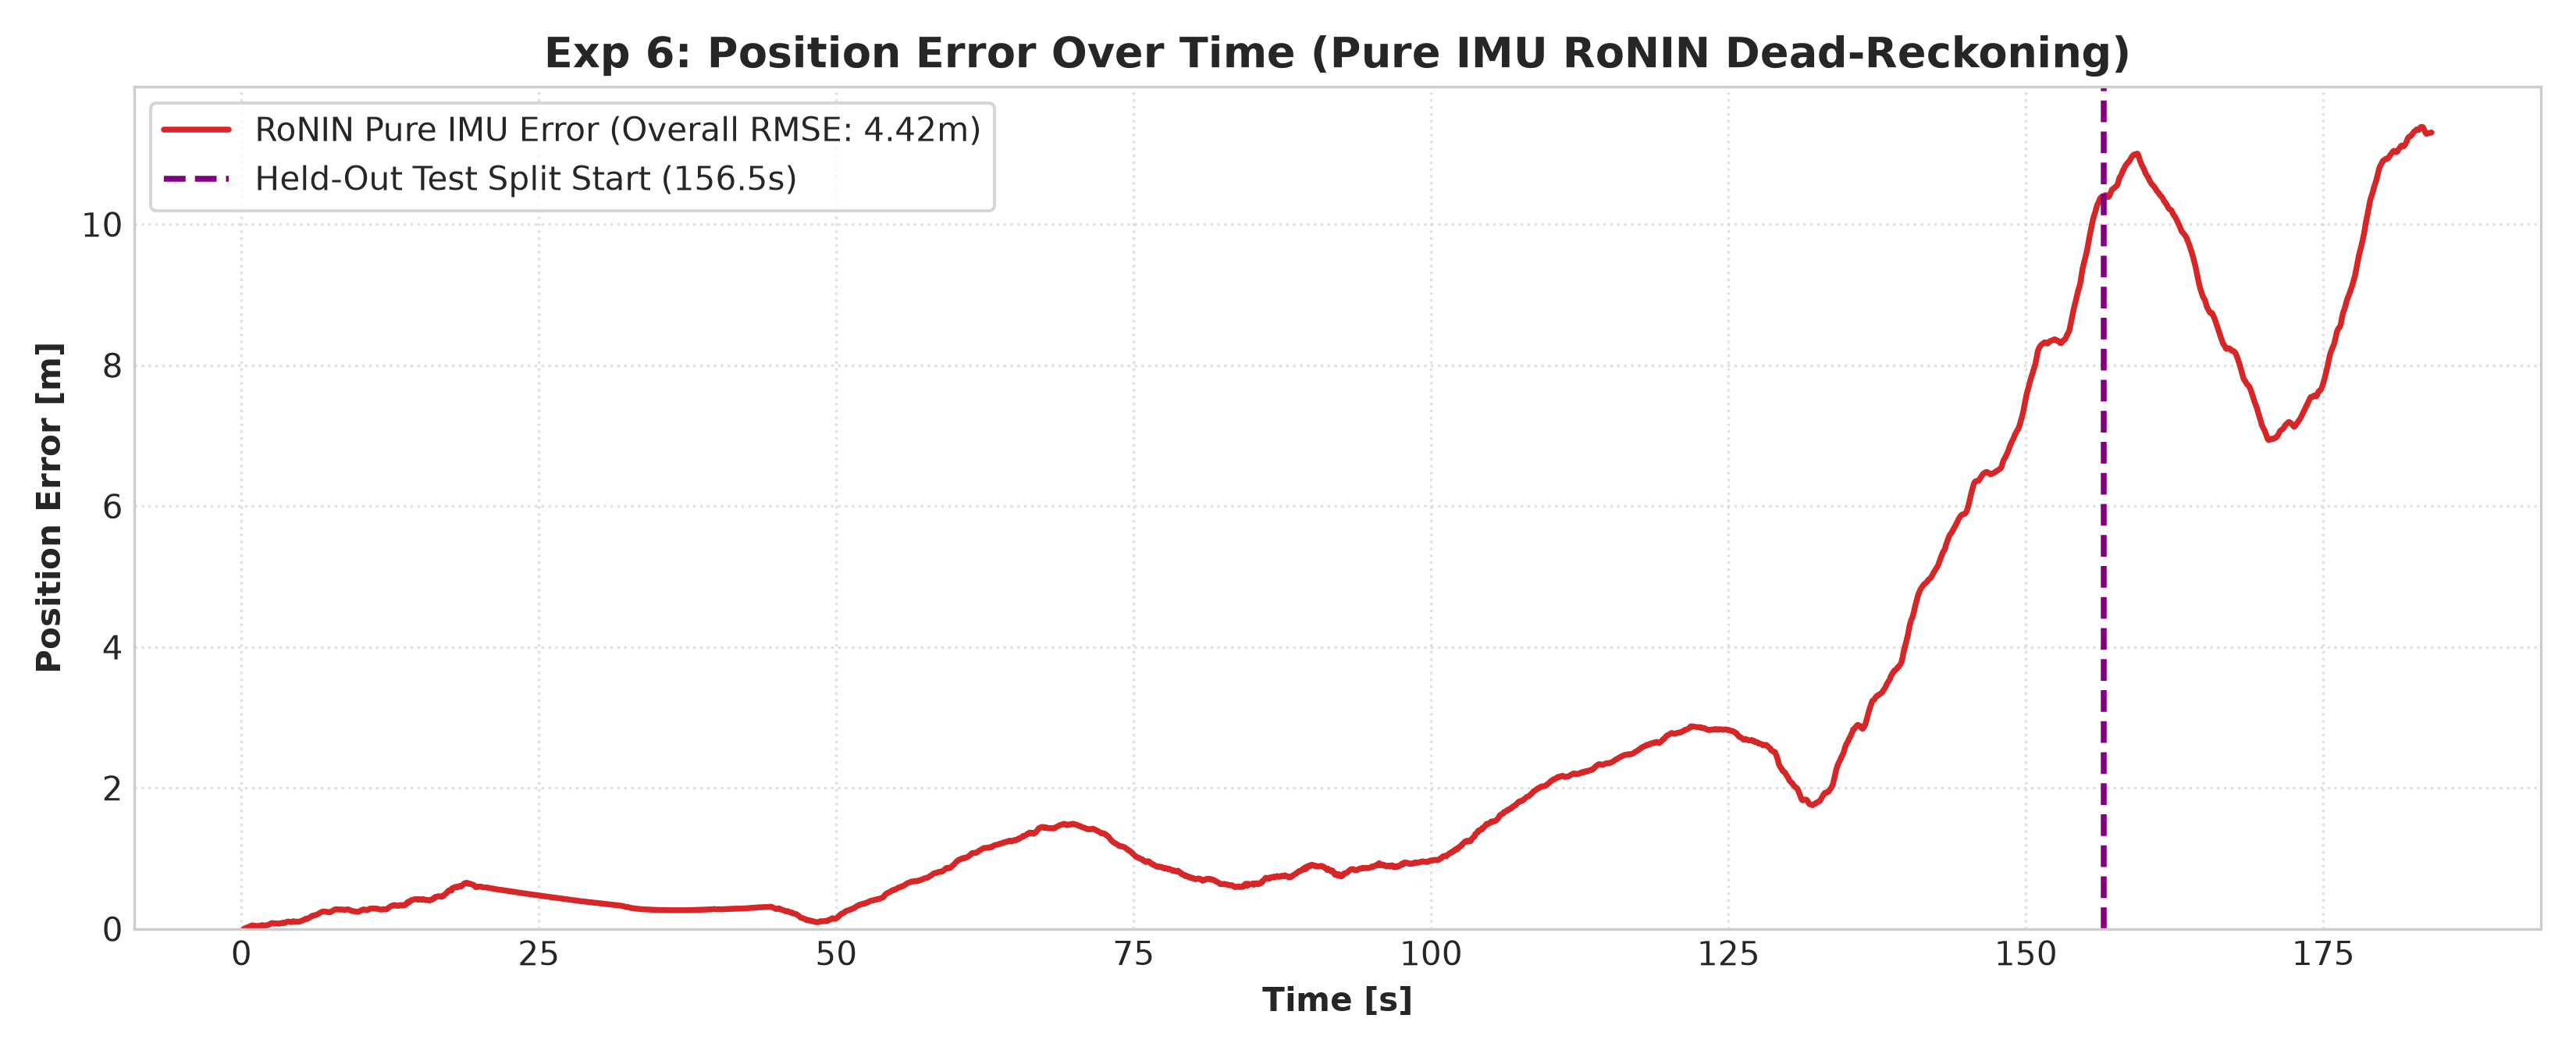 Exp 6: Position Error Over Time (Pure IMU RoNIN Dead-Reckoning)
RoNIN Pure IMU Error (Overall RMSE: 4.42m)
Held-Out Test Split Start (156.5s)
Position Error [m]
10
8
6
4
2
0
0 25 50 75 100 125 150 175
Time [s]